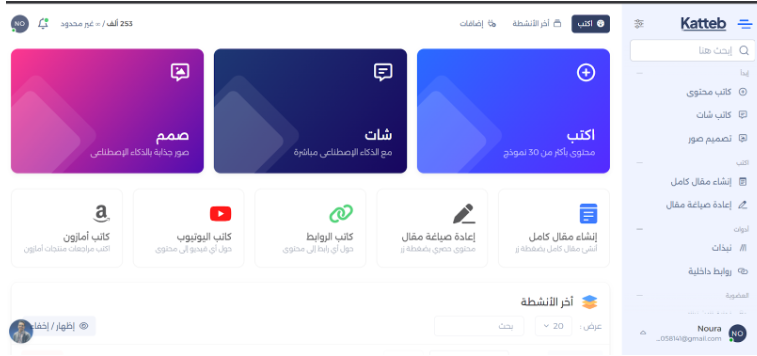 Katteb
إبحث هنا
إبدأ
كاتب محتوى
كاتب شات
تصميم صور
اكتب
إنشاء مقال كامل
إعادة صياغة مقال
أدوات
نبذات
روابط داخلية
العضوية
Noura
NO
...058141@gmail.com
اكتب
آخر الأنشطة
إضافات
253 ألف / ∞ غير محدود
NO
اكتب
محتوى بأكثر من 30 نموذج
شات
مع الذكاء الإصطناعي مباشرة
صمم
صور جذابة بالذكاء الإصطناعي
إنشاء مقال كامل
أنشئ مقال كامل بضغطة ز
إعادة صياغة مقال
محتوى حصري بضغطة ز
كاتب الروابط
حول أي رابط إلى محتوى
كاتب اليوتيوب
حول أي فيديو إلى محتوى
كاتب أمازون
اكتب مراجعات منتجات أمازون
آخر الأنشطة
عرض : 20 بحث
إظهار / إخفاء